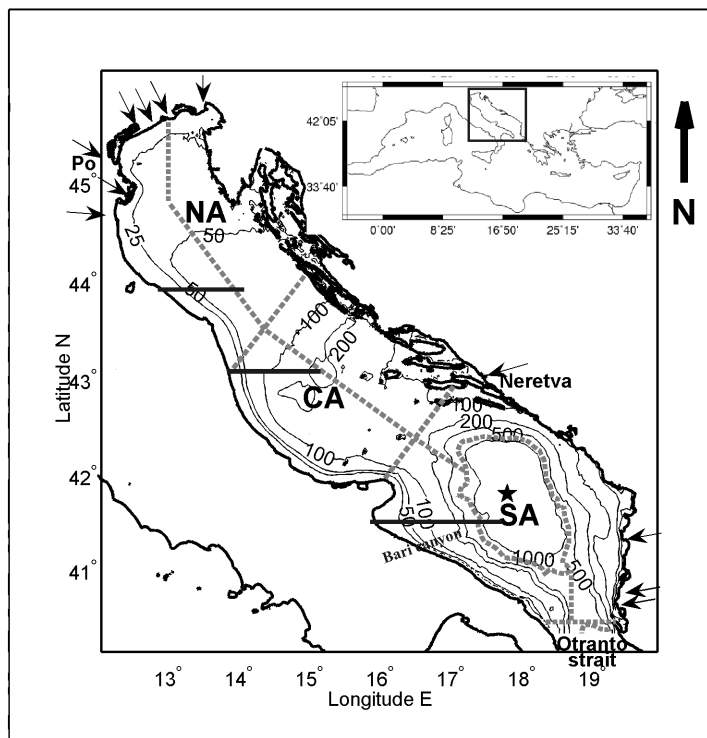 42°05'
33°40'
0°00' 8°25' 16°50' 25°15' 33°40'
N
Po
45°
NA
50
25
44°
50
100
200
43°
Neretva
CA
100
200
500
100
42°
SA
50
100
Bari canyon
1000
500
41°
Otranto
strait
13° 14° 15° 16° 17° 18° 19°
Longitude E
Latitude N